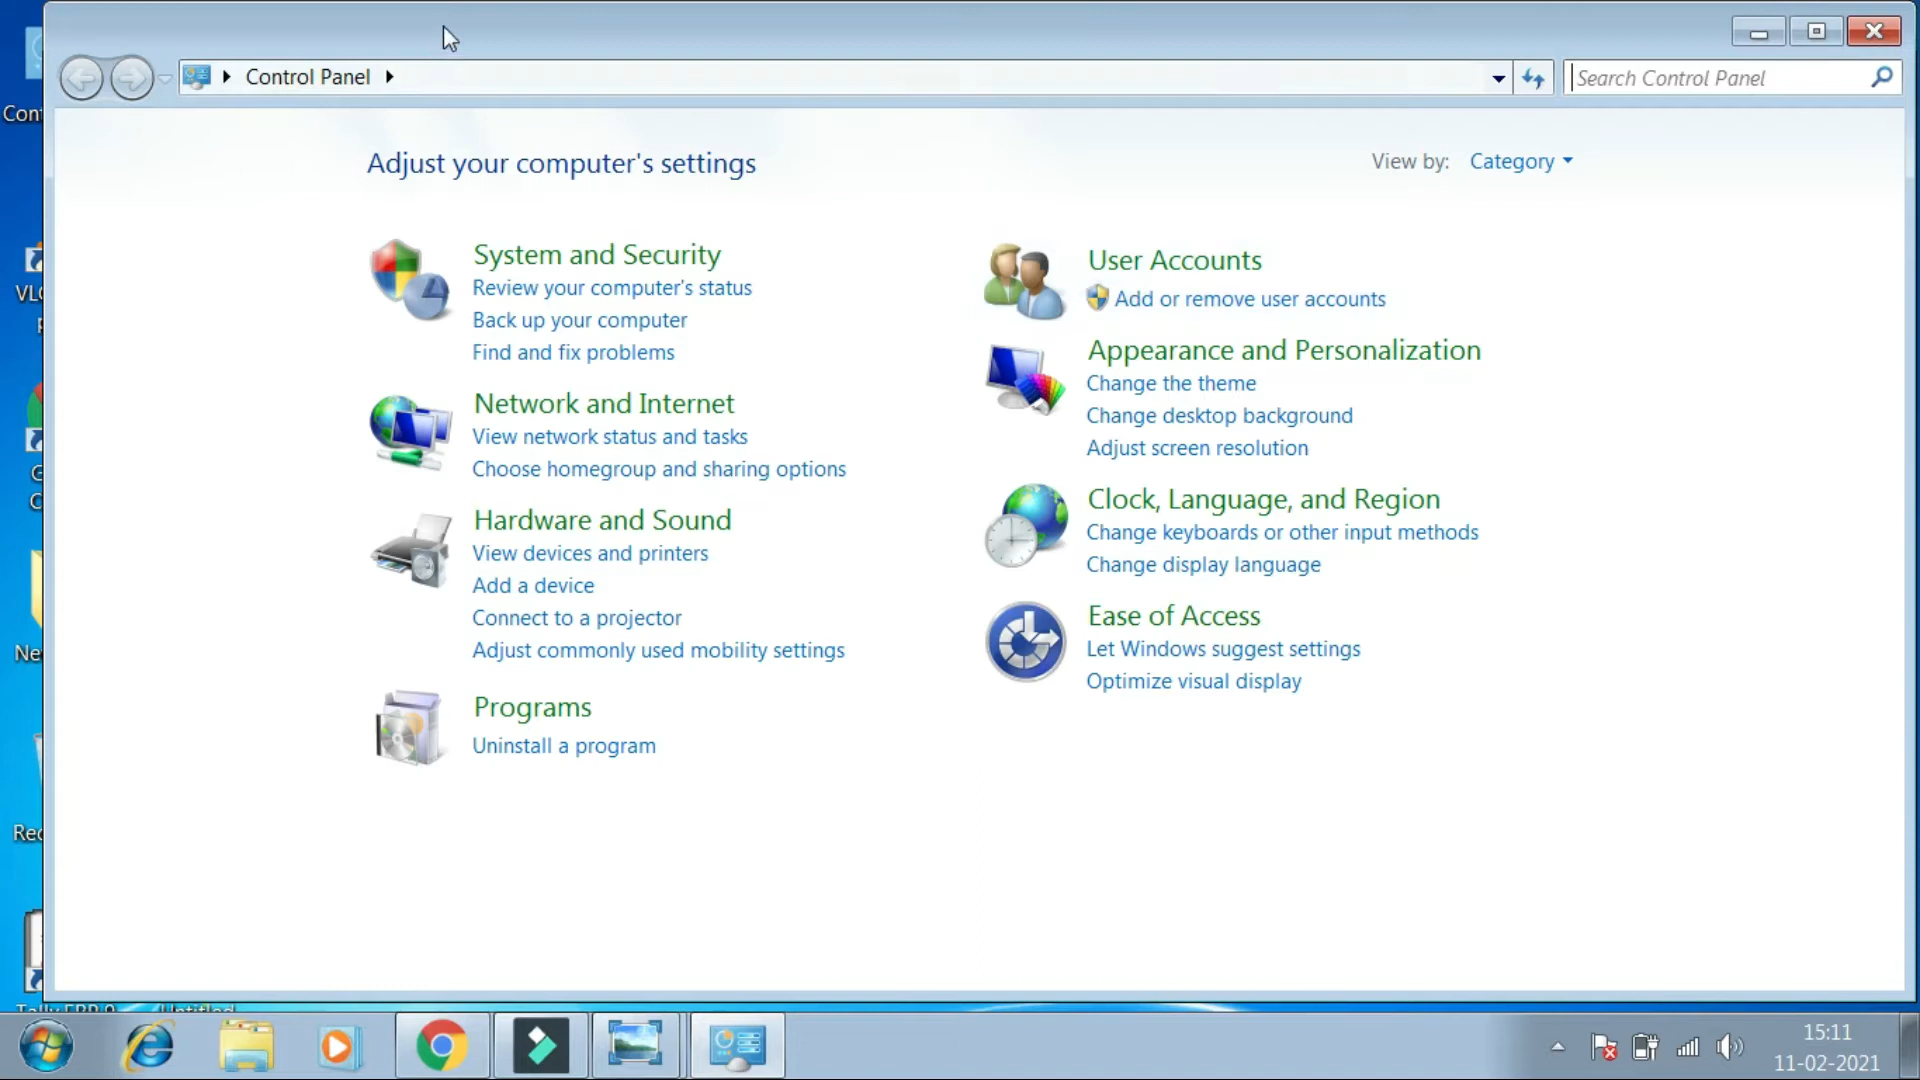 Control Panel
Search Control Panel
Adjust your computer's settings
View by: Category
System and Security
Review your computer's status
Back up your computer
Find and fix problems
Network and Internet
View network status and tasks
Choose homegroup and sharing options
Hardware and Sound
View devices and printers
Add a device
Connect to a projector
Adjust commonly used mobility settings
Programs
Uninstall a program
User Accounts
Add or remove user accounts
Appearance and Personalization
Change the theme
Change desktop background
Adjust screen resolution
Clock, Language, and Region
Change keyboards or other input methods
Change display language
Ease of Access
Let Windows suggest settings
Optimize visual display
15:11
11-02-2021